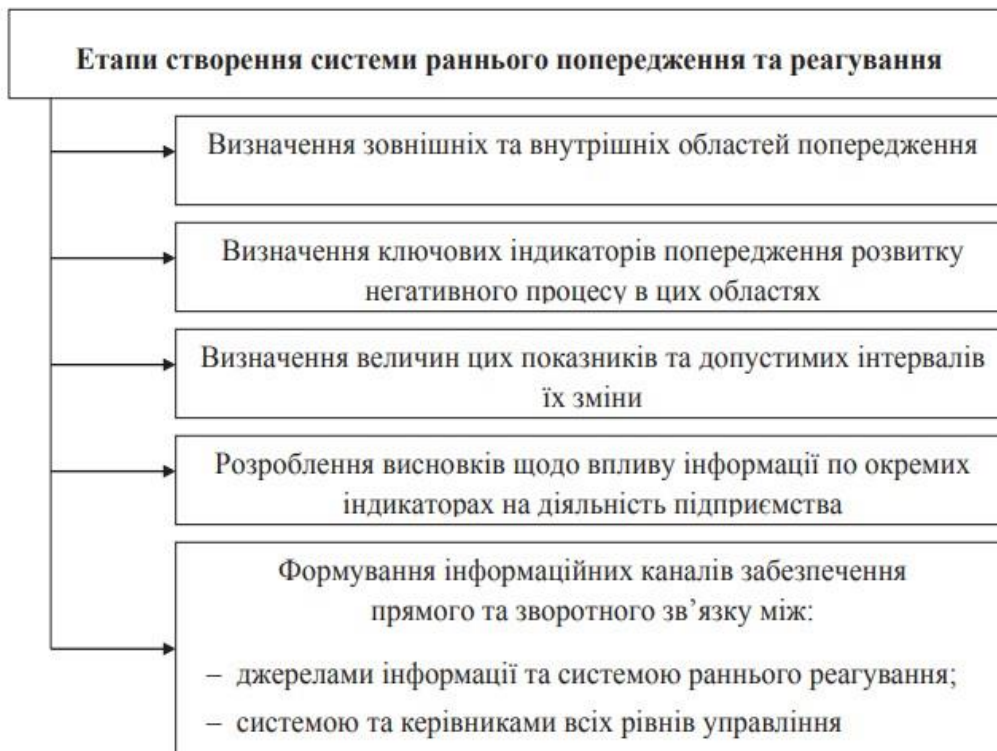 Етапи створення системи раннього попередження та реагування
Визначення зовнішніх та внутрішніх областей попередження
Визначення ключових індикаторів попередження розвитку
негативного процесу в цих областях
Визначення величин цих показників та допустимих інтервалів
їх зміни
Розроблення висновків щодо впливу інформації по окремих
індикаторах на діяльність підприємства
Формування інформаційних каналів забезпечення
прямого та зворотного зв’язку між:
– джерелами інформації та системою раннього реагування;
– системою та керівниками всіх рівнів управління